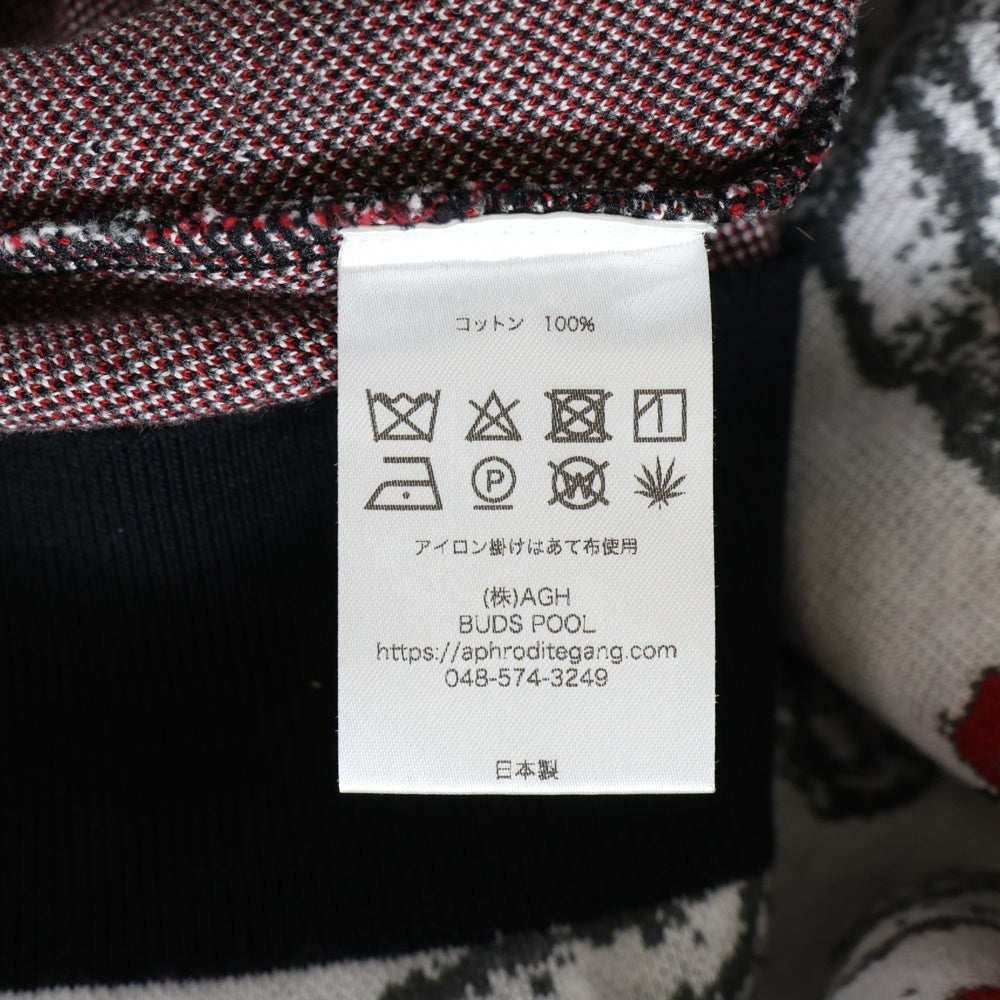 コットン 100%
P W
アイロン掛けはあて布使用
(株)AGH
BUDS POOL
https://aphroditegang.com
048-574-3249
日本製